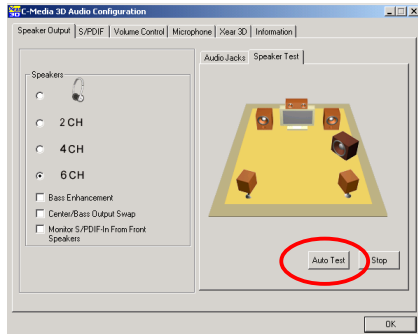 Xear 3D C-Media 3D Audio Configuration
Speaker Output S/PDIF Volume Control Microphone Xear 3D Information
Audio Jacks Speaker Test
Speakers
2 CH
4 CH
6 CH
Bass Enhancement
Center/Bass Output Swap
Monitor S/PDIF-In From Front
Speakers
Auto Test Stop
OK